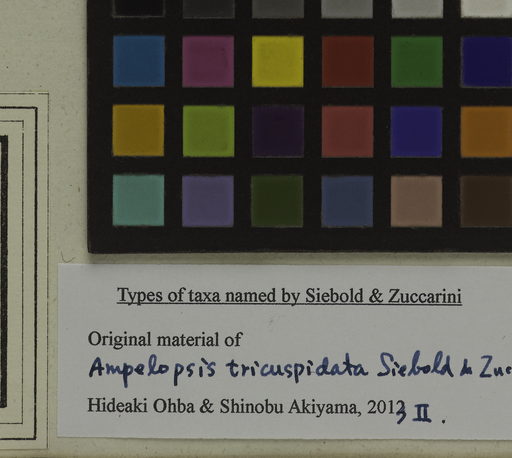 Types of taxa named by Siebold & Zuccarini
Original material of
Ampelopsis tricuspidata Siebold & Zuc
Hideaki Ohba & Shinobu Akiyama, 2013 II.